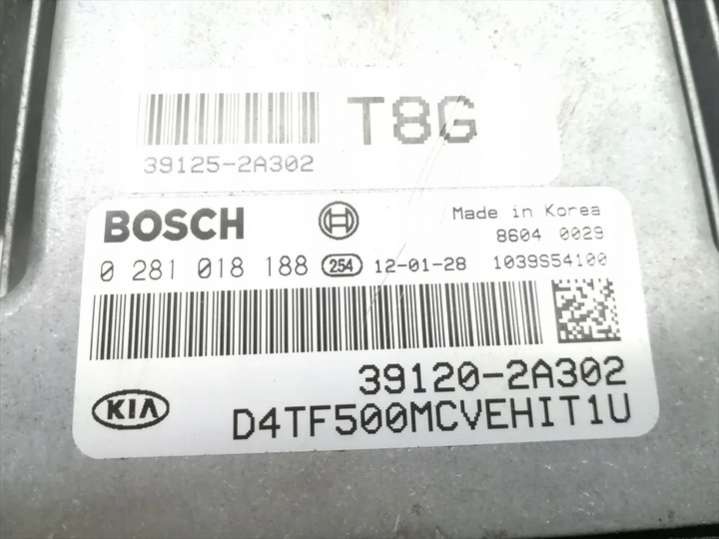 T8G
39125-2A302
BOSCH
Made in Korea
8604 0029
0 281 018 188 254 12-01-28 1039S54100
39120-2A302
KIA
D4TF500MCVEHIT1U